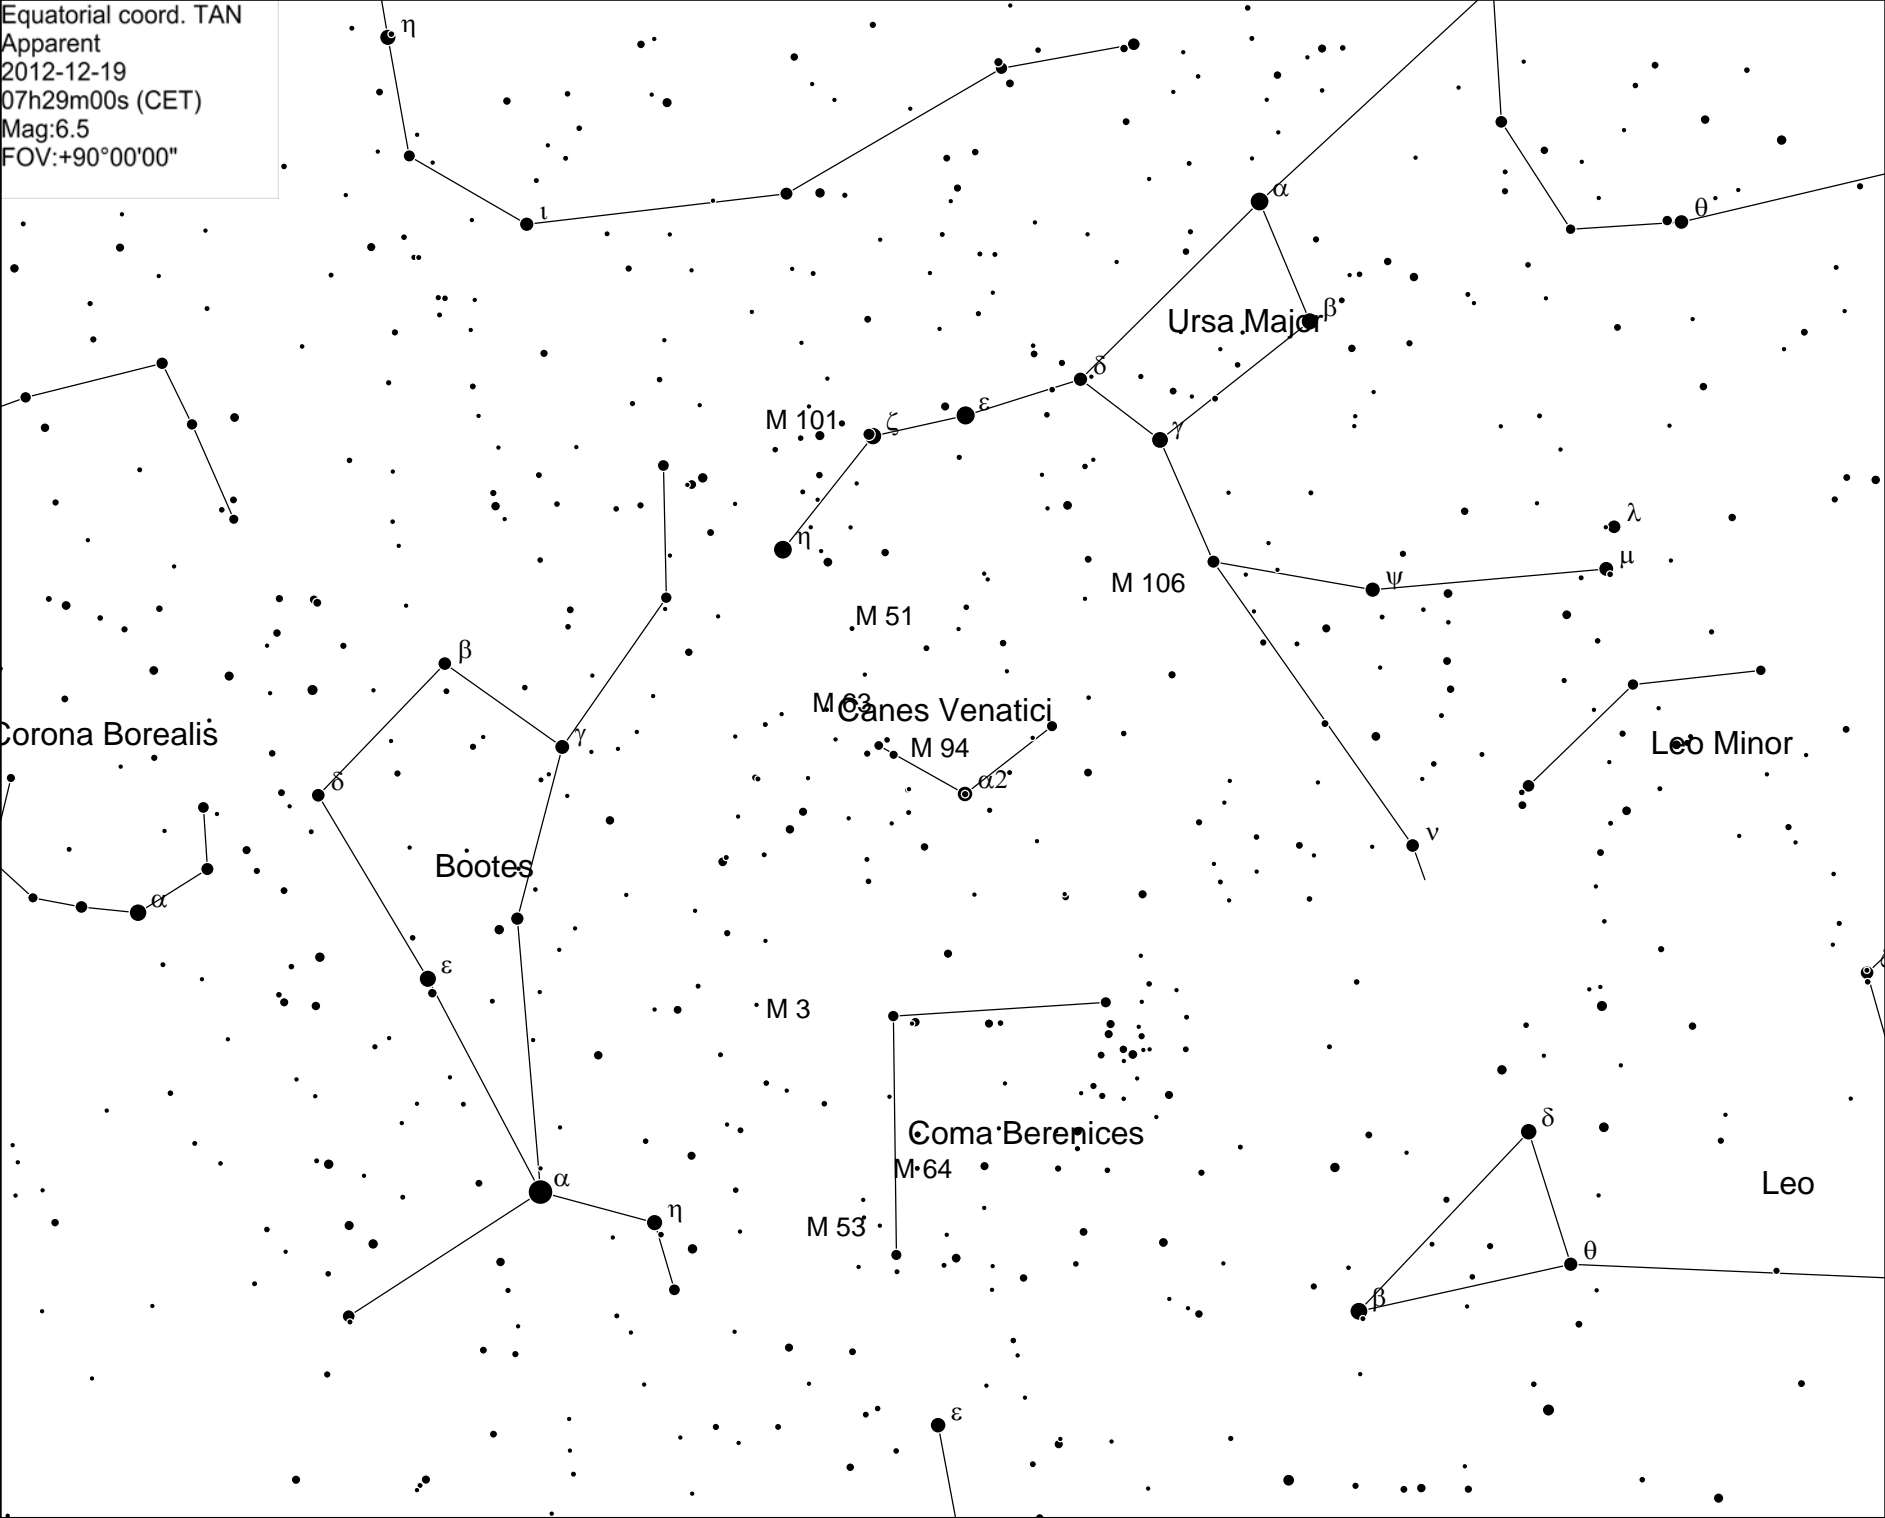 Equatorial coord. TAN
Apparent
2012-12-19
07h29m00s (CET)
Mag:6.5
FOV:+90°00'00"
η
ι
α
θ
Ursa Major
β
δ
ε
M 101
ζ
γ
η
λ
μ
M 106
ψ
M 51
β
M 63
Canes Venatici
Corona Borealis
γ
M 94
Leo Minor
δ
α2
ν
Bootes
α
ε
M 3
δ
Coma Berenices
M 64
α
Leo
η
M 53
θ
β
ε